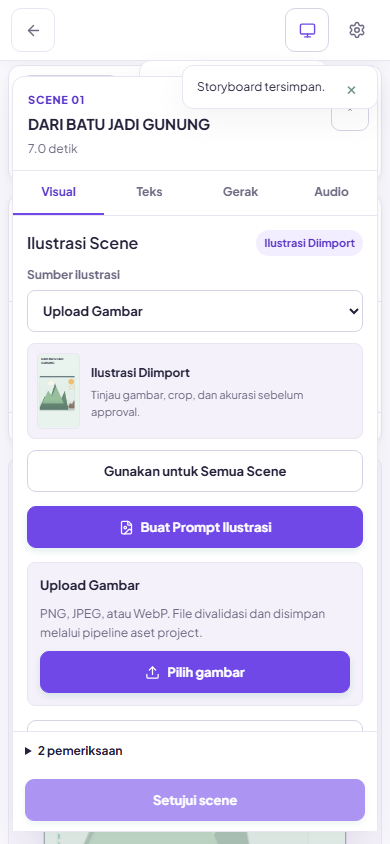 Storyboard tersimpan.
SCENE 01
DARI BATU JADI GUNUNG
7.0 detik
Visual
Teks
Gerak
Audio
Ilustrasi Scene
Ilustrasi Diimport
Sumber ilustrasi
Upload Gambar
Ilustrasi Diimport
Tinjau gambar, crop, dan akurasi sebelum
approval.
Gunakan untuk Semua Scene
Buat Prompt Ilustrasi
Upload Gambar
PNG, JPEG, atau WebP. File divalidasi dan disimpan
melalui pipeline aset project.
Pilih gambar
2 pemeriksaan
Setujui scene